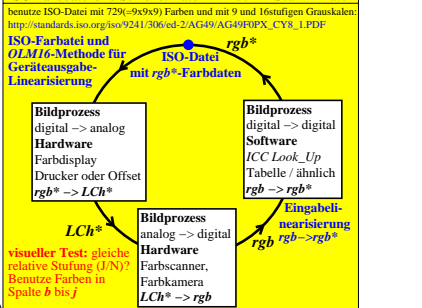 benutze ISO-Datei mit 729(=9x9x9) Farben und mit 9 und 16stufigen Grauskalen:
http://standards.iso.org/iso/9241/306/ed-2/AG49/AG49F0PX_CY8_1.PDF
ISO-Farbatei und
OLM16-Methode für
Geräteausgabe-
Linearisierung
rgb*
ISO-Datei
mit rgb*-Farbdaten
Bildprozess
digital –> analog
Hardware
Farbdisplay
Drucker oder Offset
rgb* –> LCh*
Bildprozess
digital –> digital
Software
ICC Look_Up
Tabelle / ähnlich
rgb –> rgb*
LCh*
Bildprozess
analog –> digital
Hardware
Farbscanner,
Farbkamera
LCh* –> rgb
rgb
Eingabeli-
nearisierung
rgb–>rgb*
visueller Test: gleiche
relative Stufung (J/N)?
Benutze Farben in
Spalte b bis j